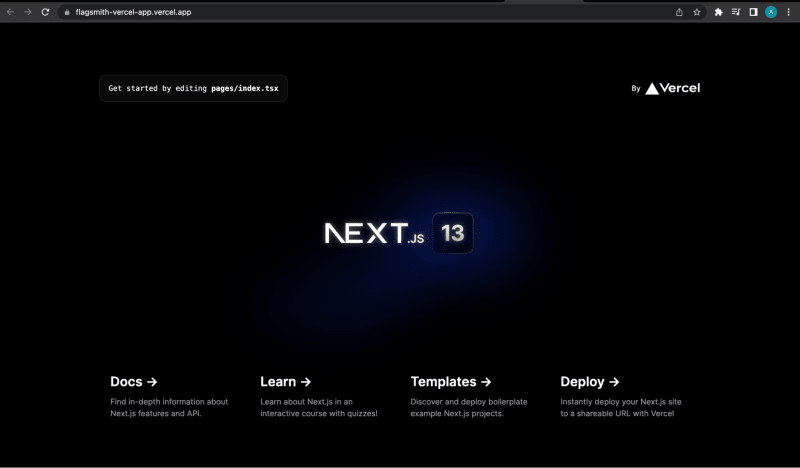 flagsmith-vercel-app.vercel.app
A
Get started by editing pages/index.tsx
By Vercel
NEXT.JS 13
Docs ->
Find in-depth information about
Next.js features and API.
Learn ->
Learn about Next.js in an
interactive course with quizzes!
Templates ->
Discover and deploy boilerplate
example Next.js projects.
Deploy ->
Instantly deploy your Next.js site
to a shareable URL with Vercel